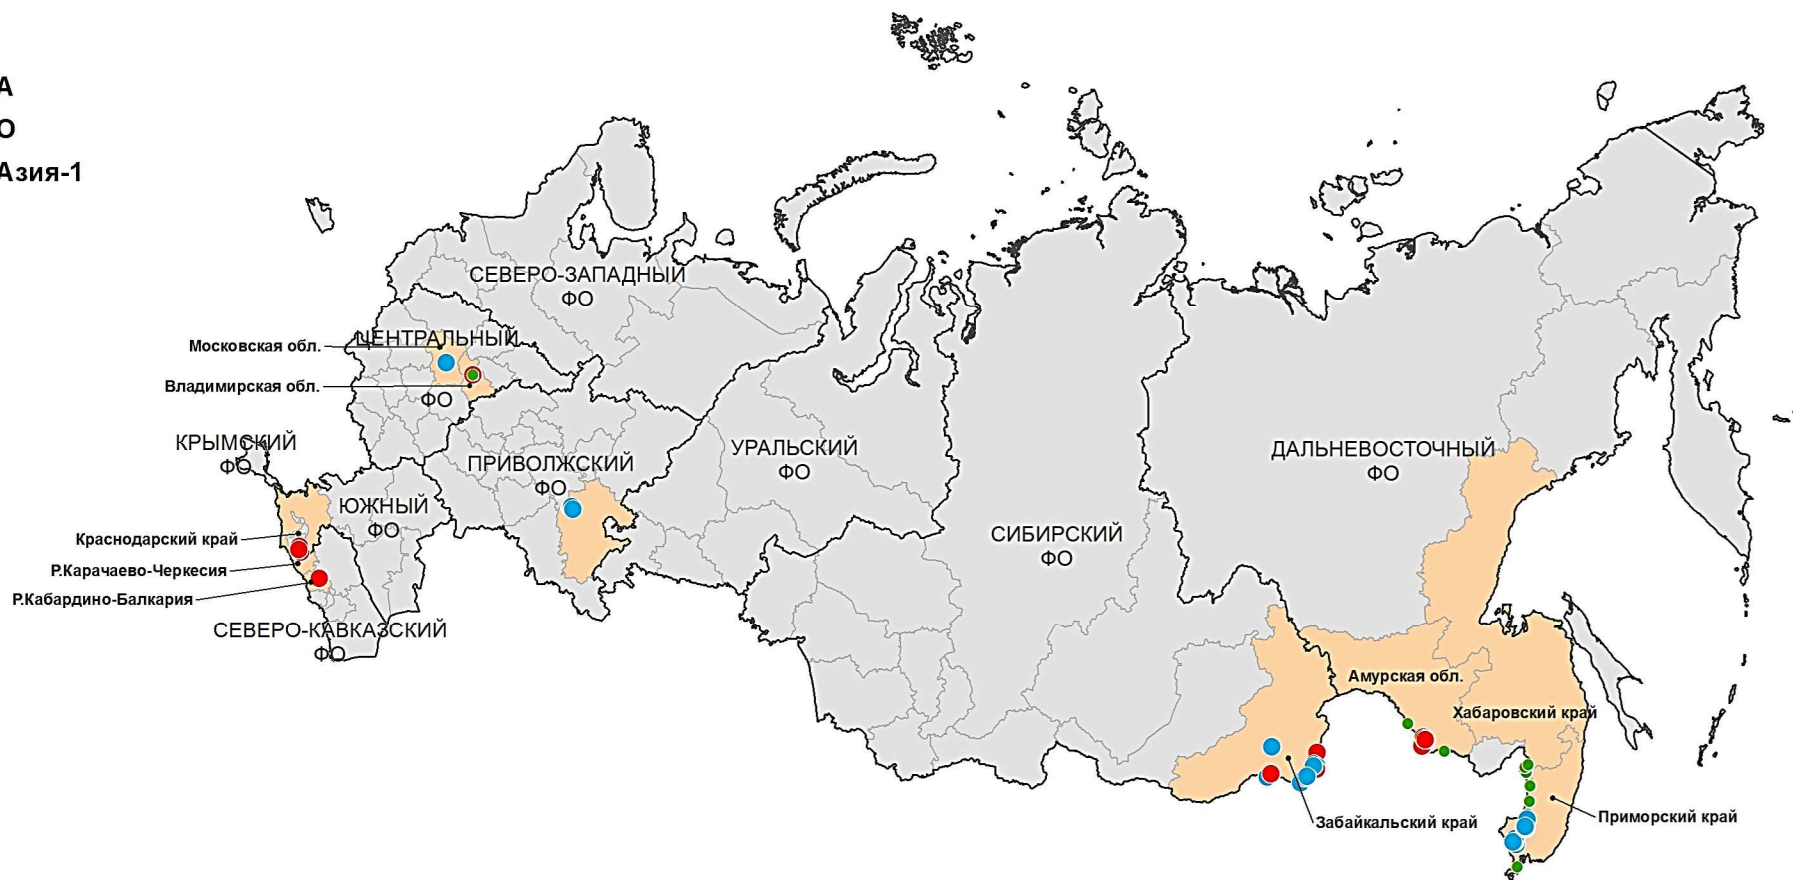 А
О
Азия-1
СЕВЕРО-ЗАПАДНЫЙ
ФО
ЦЕНТРАЛЬНЫЙ
ФО
Московская обл.
Владимирская обл.
КРЫМСКИЙ
ФО
ПРИВОЛЖСКИЙ
ФО
УРАЛЬСКИЙ
ФО
ДАЛЬНЕВОСТОЧНЫЙ
ФО
ЮЖНЫЙ
ФО
СИБИРСКИЙ
ФО
Краснодарский край
Р.Карачаево-Черкесия
Р.Кабардино-Балкария
СЕВЕРО-КАВКАЗСКИЙ
ФО
Амурская обл.
Хабаровский край
Забайкальский край
Приморский край